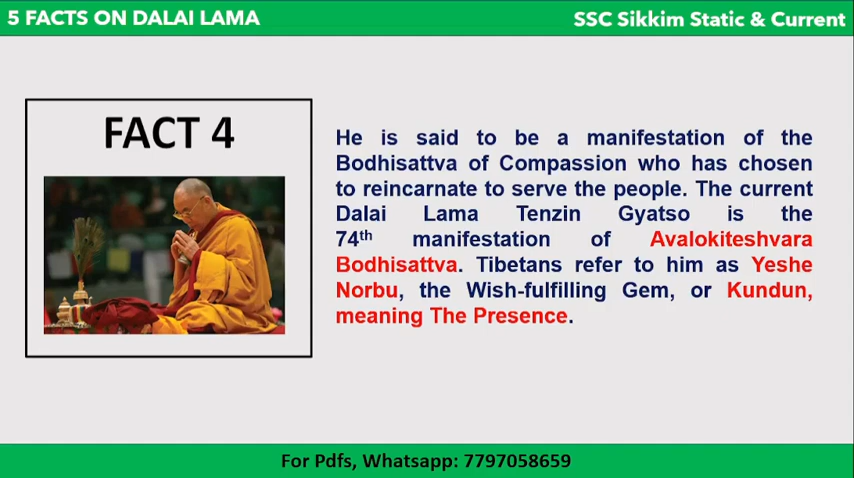 5 FACTS ON DALAI LAMA
SSC Sikkim Static & Current
FACT 4
He is said to be a manifestation of the
Bodhisattva of Compassion who has chosen
to reincarnate to serve the people. The current
Dalai Lama Tenzin Gyatso is the
74th manifestation of Avalokiteshvara
Bodhisattva. Tibetans refer to him as Yeshe
Norbu, the Wish-fulfilling Gem, or Kundun,
meaning The Presence.
For Pdfs, Whatsapp: 7797058659